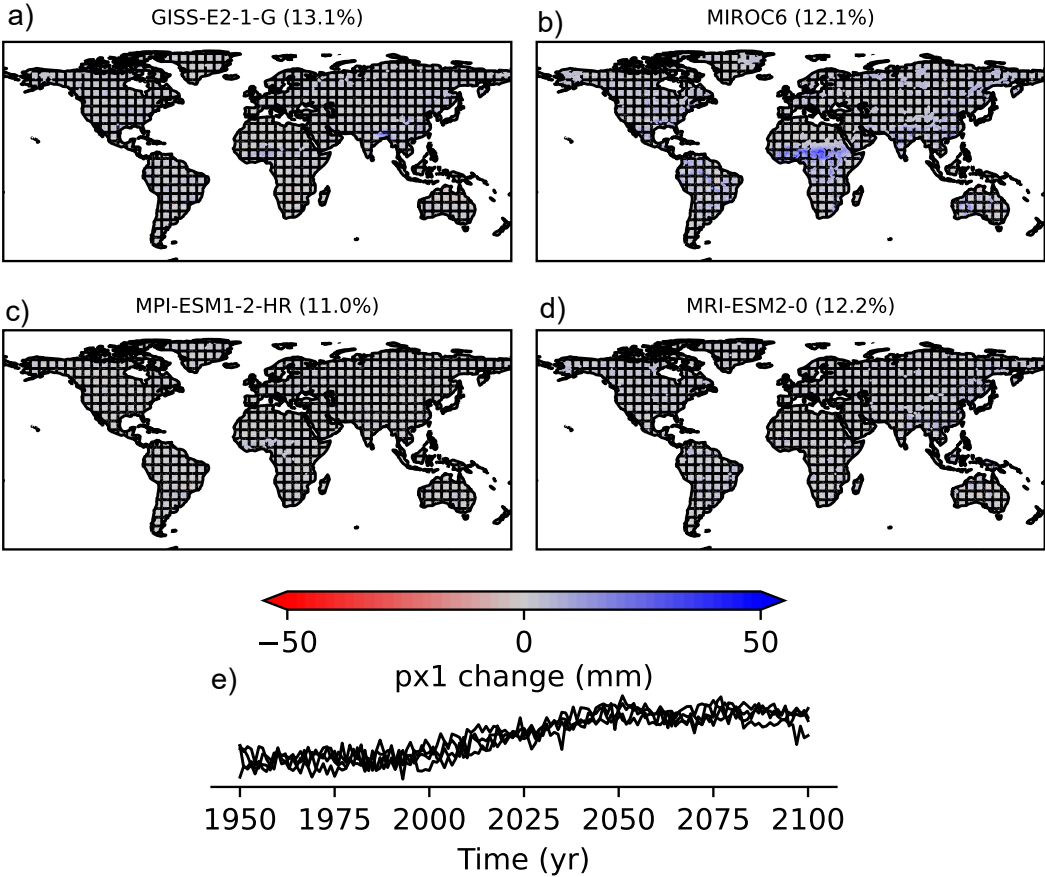 a)
GISS-E2-1-G (13.1%)
b)
MIROC6 (12.1%)
c)
MPI-ESM1-2-HR (11.0%)
d)
MRI-ESM2-0 (12.2%)
−50 0 50
px1 change (mm)
e)
1950 1975 2000 2025 2050 2075 2100
Time (yr)